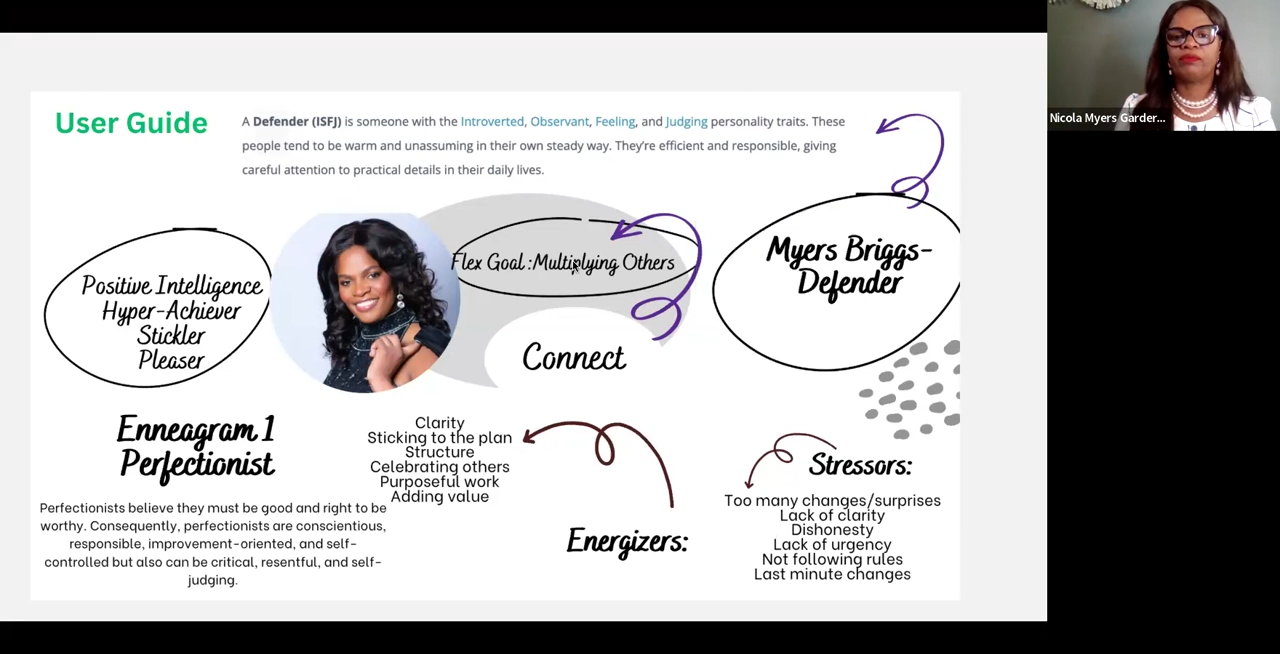 User Guide
A Defender (ISFJ) is someone with the Introverted, Observant, Feeling, and Judging personality traits. These
people tend to be warm and unassuming in their own steady way. They're efficient and responsible, giving
careful attention to practical details in their daily lives.
Nicola Myers Garder...
Positive Intelligence
Hyper-Achiever
Stickler
Pleaser
Flex Goal :Multiplying Others
Connect
Myers Briggs-
Defender
Enneagram 1
Perfectionist
Perfectionists believe they must be good and right to be
worthy. Consequently, perfectionists are conscientious,
responsible, improvement-oriented, and self-
controlled but also can be critical, resentful, and self-
judging.
Clarity
Sticking to the plan
Structure
Celebrating others
Purposeful work
Adding value
Energizers:
Stressors:
Too many changes/surprises
Lack of clarity
Dishonesty
Lack of urgency
Not following rules
Last minute changes